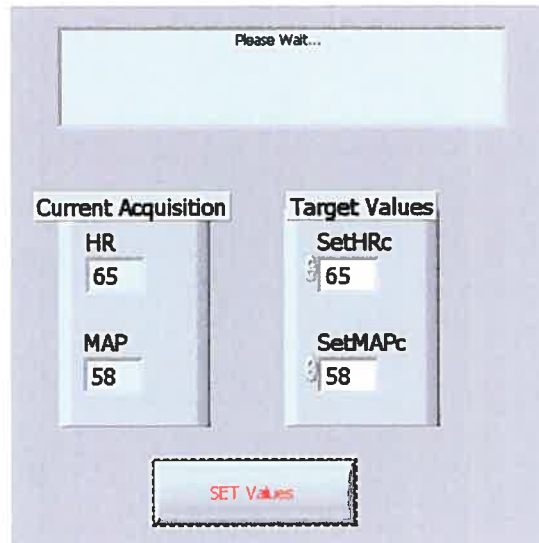 Please Wait...
Current Acquisition
HR
65
MAP
58
Target Values
SetHRc
65
SetMAPc
58
SET Values